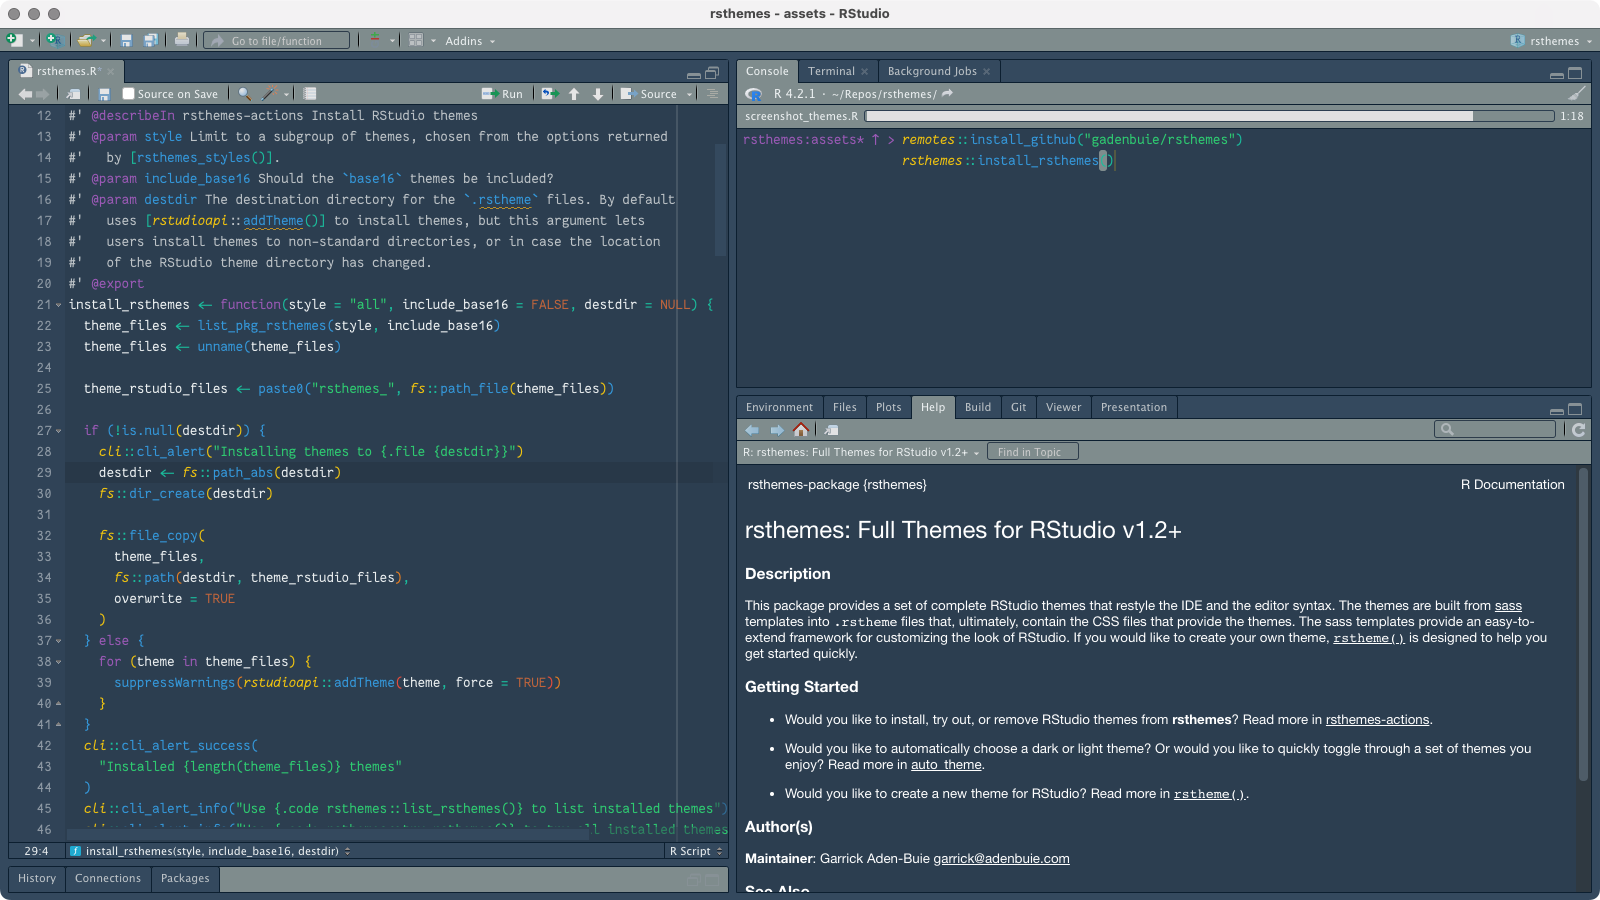 rsthemes - assets - RStudio
Go to file/function
Addins
rsthemes
rsthemes.R*
Source on Save
Run
Source
12 #' @describeIn rsthemes-actions Install RStudio themes
13 #' @param style Limit to a subgroup of themes, chosen from the options returned
14 #'   by [rsthemes_styles()].
15 #' @param include_base16 Should the `base16` themes be included?
16 #' @param destdir The destination directory for the `.rstheme` files. By default
17 #'   uses [rstudioapi::addTheme()] to install themes, but this argument lets
18 #'   users install themes to non-standard directories, or in case the location
19 #'   of the RStudio theme directory has changed.
20 #' @export
21 install_rsthemes <- function(style = "all", include_base16 = FALSE, destdir = NULL) {
22   theme_files <- list_pkg_rsthemes(style, include_base16)
23   theme_files <- unname(theme_files)
24
25   theme_rstudio_files <- paste0("rsthemes_", fs::path_file(theme_files))
26
27   if (!is.null(destdir)) {
28     cli::cli_alert("Installing themes to {.file {destdir}}")
29     destdir <- fs::path_abs(destdir)
30     fs::dir_create(destdir)
31
32     fs::file_copy(
33       theme_files,
34       fs::path(destdir, theme_rstudio_files),
35       overwrite = TRUE
36     )
37   } else {
38     for (theme in theme_files) {
39       suppressWarnings(rstudioapi::addTheme(theme, force = TRUE))
40     }
41   }
42   cli::cli_alert_success(
43     "Installed {length(theme_files)} themes"
44   )
45   cli::cli_alert_info("Use {.code rsthemes::list_rsthemes()} to list installed themes")
46
29:4 install_rsthemes(style, include_base16, destdir) R Script
History Connections Packages
Console Terminal Background Jobs
R 4.2.1 · ~/Repos/rsthemes/
screenshot_themes.R 1:18
rsthemes:assets* ↑ > remotes::install_github("gadenbuie/rsthemes")
rsthemes::install_rsthemes()
Environment Files Plots Help Build Git Viewer Presentation
R: rsthemes: Full Themes for RStudio v1.2+ Find in Topic
rsthemes-package {rsthemes} R Documentation
rsthemes: Full Themes for RStudio v1.2+
Description
This package provides a set of complete RStudio themes that restyle the IDE and the editor syntax. The themes are built from sass
templates into .rstheme files that, ultimately, contain the CSS files that provide the themes. The sass templates provide an easy-to-
extend framework for customizing the look of RStudio. If you would like to create your own theme, rstheme() is designed to help you
get started quickly.
Getting Started
• Would you like to install, try out, or remove RStudio themes from rsthemes? Read more in rsthemes-actions.
• Would you like to automatically choose a dark or light theme? Or would you like to quickly toggle through a set of themes you
enjoy? Read more in auto_theme.
• Would you like to create a new theme for RStudio? Read more in rstheme().
Author(s)
Maintainer: Garrick Aden-Buie garrick@adenbuie.com
See Also